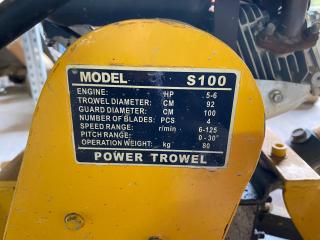 MODEL S100
ENGINE: HP 5-6
TROWEL DIAMETER: CM 92
GUARD DIAMETER: CM 100
NUMBER OF BLADES: PCS 4
SPEED RANGE: r/min 6-125
PITCH RANGE: 0-30°
OPERATION WEIGHT: kg 80
POWER TROWEL